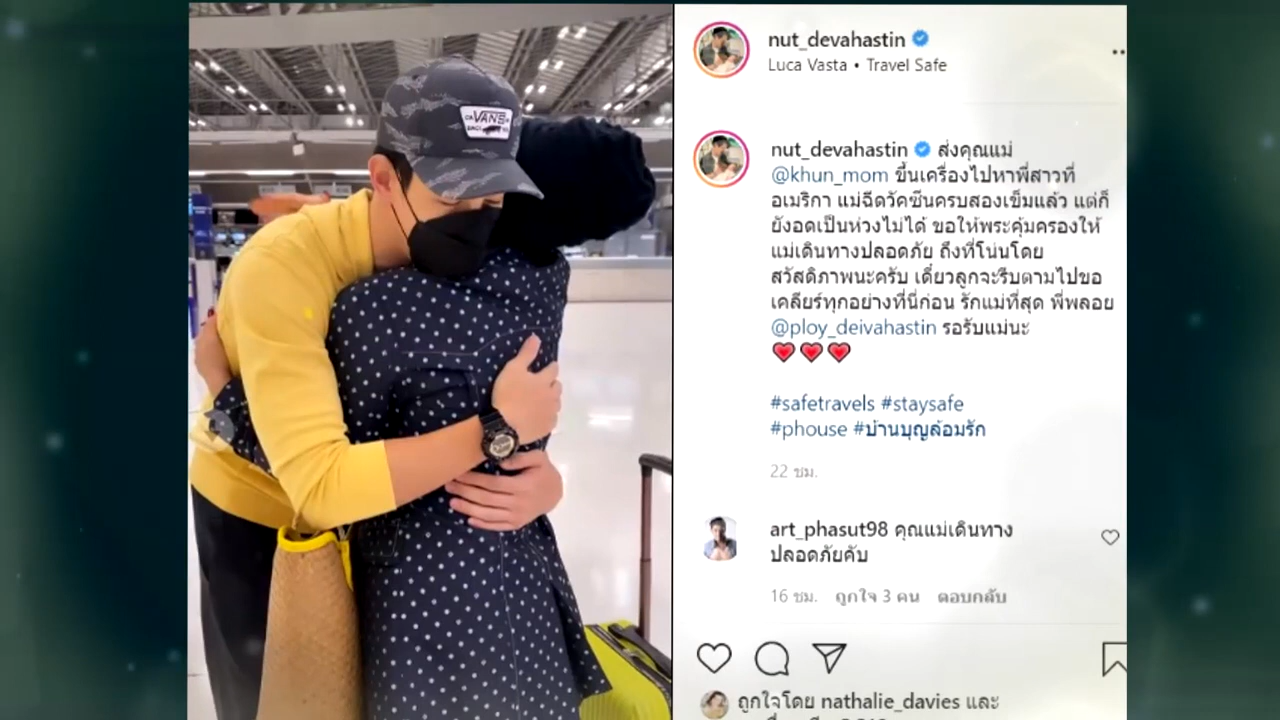 VANS
nut_devahastin
Luca Vasta • Travel Safe
nut_devahastin ส่งคุณแม่
@khun_mom ขึ้นเครื่องไปหาพี่สาวที่
อเมริกา แม่ฉีดวัคซีนครบสองเข็มแล้ว แต่ก็
ยังอดเป็นห่วงไม่ได้ ขอให้พระคุ้มครองให้
แม่เดินทางปลอดภัย ถึงที่โน่นโดย
สวัสดิภาพนะครับ เดี๋ยวลูกจะรีบตามไปขอ
เคลียร์ทุกอย่างที่นี่ก่อน รักแม่ที่สุด พี่พลอย
@ploy_deivahastin รอรับแม่นะ
❤️❤️❤️
#safetravels #staysafe
#phouse #บ้านบุญล้อมรัก
22 ชม.
art_phasut98 คุณแม่เดินทาง
ปลอดภัยคับ
16 ชม. ถูกใจ 3 คน ตอบกลับ
ถูกใจโดย nathalie_davies และ